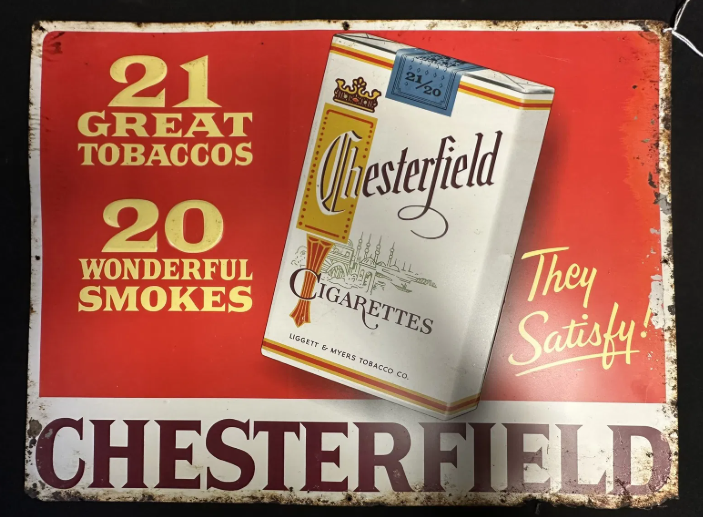 21
GREAT
TOBACCOS
20
WONDERFUL
SMOKES
21/20
Chesterfield
CIGARETTES
LIGGETT & MYERS TOBACCO CO.
They
Satisfy!
CHESTERFIELD